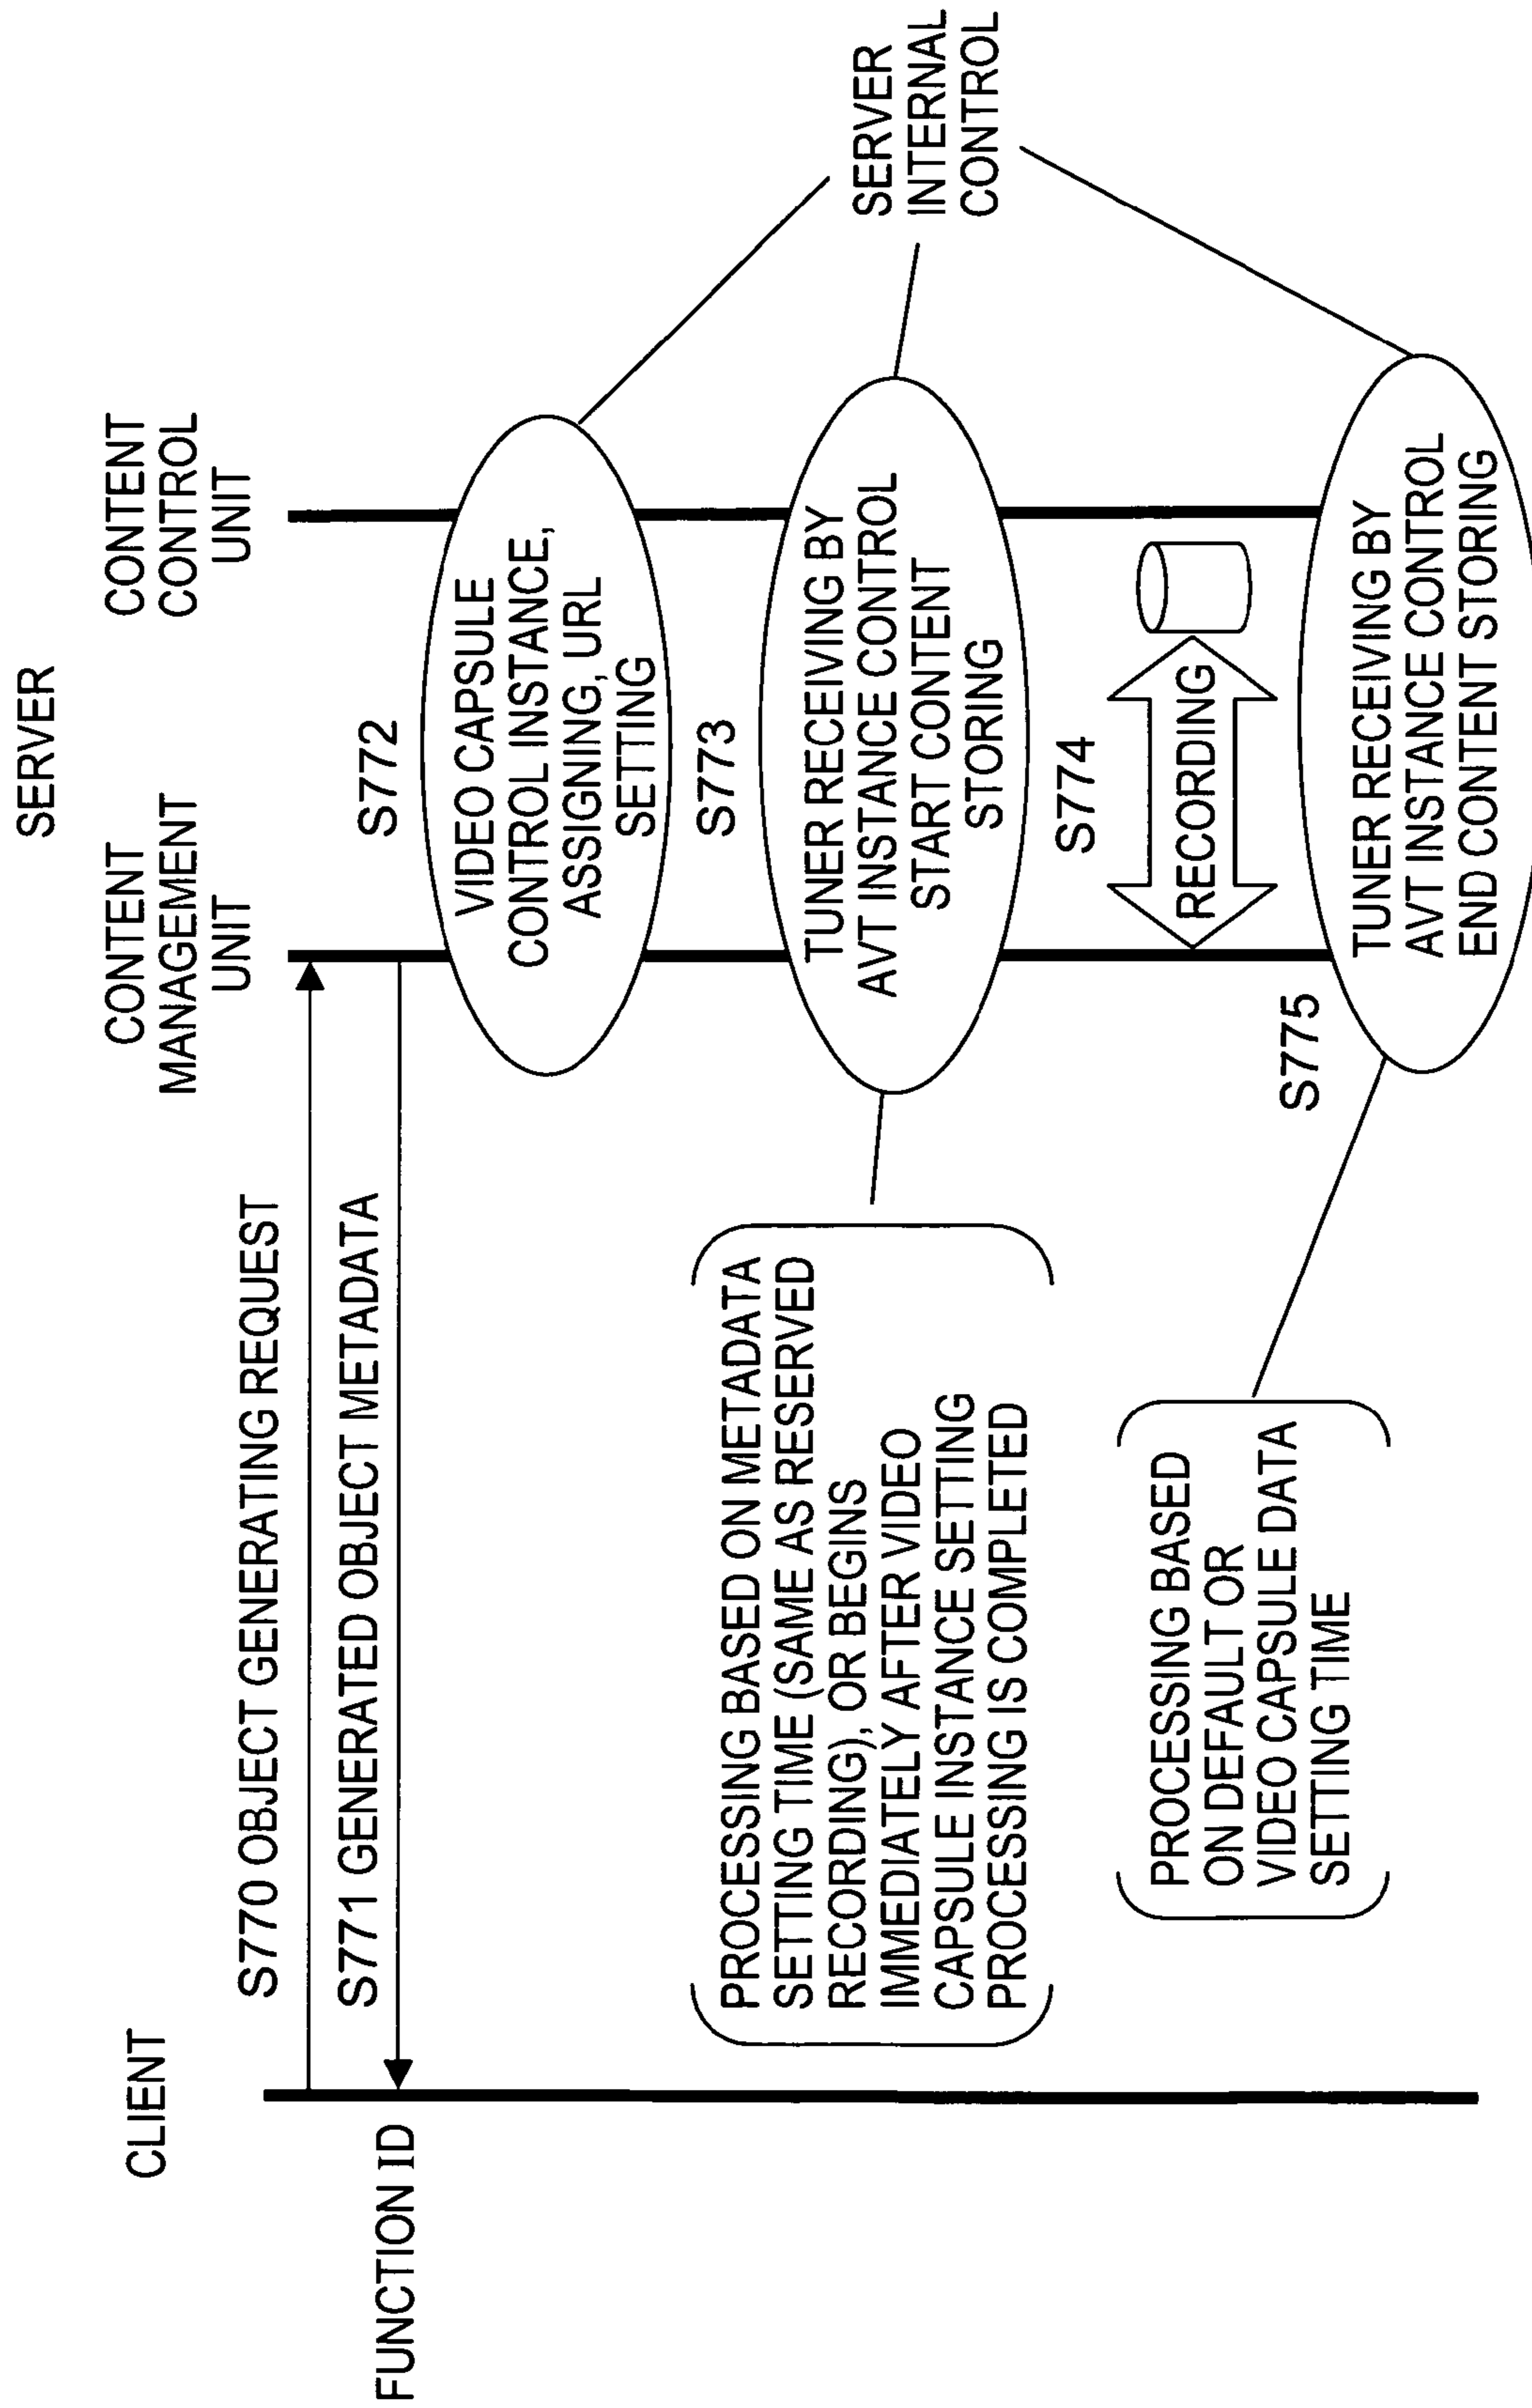 SERVER
CLIENT
CONTENT
MANAGEMENT
UNIT
CONTENT
CONTROL
UNIT
S770 OBJECT GENERATING REQUEST
S771 GENERATED OBJECT METADATA
FUNCTION ID
S772
VIDEO CAPSULE
CONTROL INSTANCE,
ASSIGNING, URL
SETTING
S773
TUNER RECEIVING BY
AVT INSTANCE CONTROL
START CONTENT
STORING
PROCESSING BASED ON METADATA
SETTING TIME (SAME AS RESERVED
RECORDING), OR BEGINS
IMMEDIATELY AFTER VIDEO
CAPSULE INSTANCE SETTING
PROCESSING IS COMPLETED
SERVER
INTERNAL
CONTROL
S774
RECORDING
S775
TUNER RECEIVING BY
AVT INSTANCE CONTROL
END CONTENT STORING
PROCESSING BASED
ON DEFAULT OR
VIDEO CAPSULE DATA
SETTING TIME